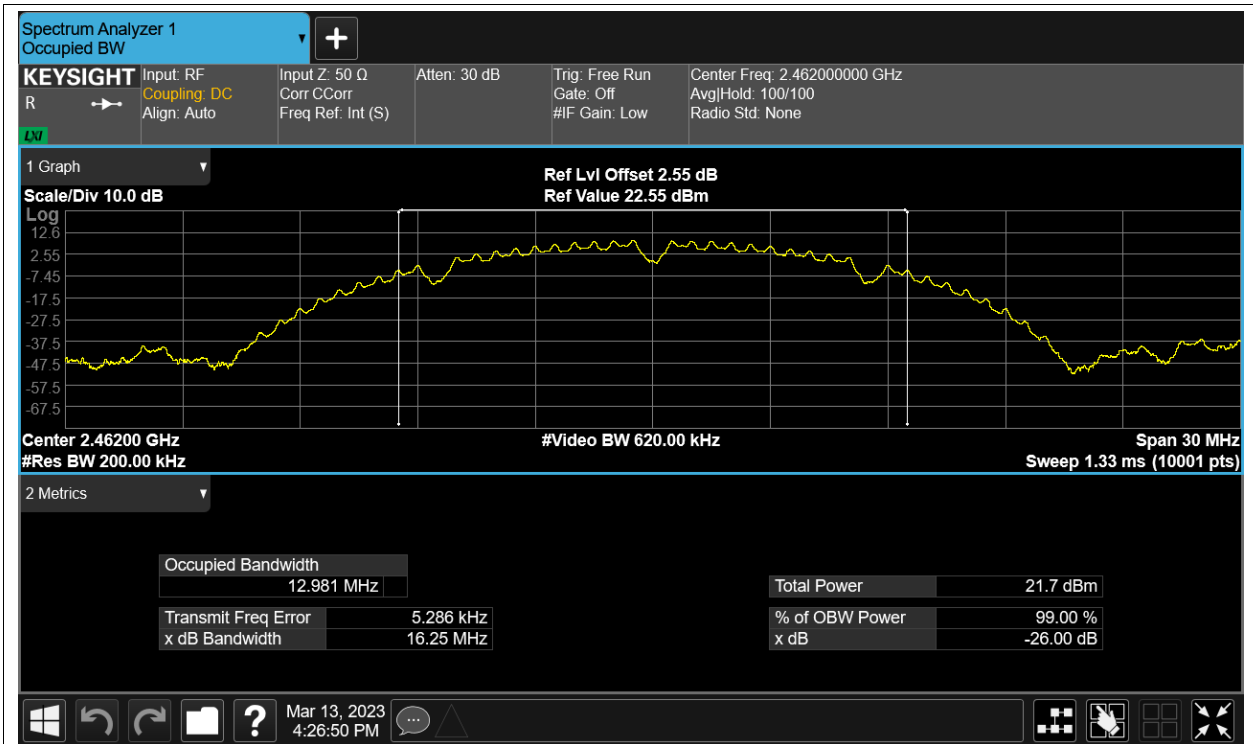 Spectrum Analyzer 1
Occupied BW
KEYSIGHT
R
LXI
Input: RF
Coupling: DC
Align: Auto
Input Z: 50 Ω
Corr CCorr
Freq Ref: Int (S)
Atten: 30 dB
Trig: Free Run
Gate: Off
#IF Gain: Low
Center Freq: 2.462000000 GHz
Avg|Hold: 100/100
Radio Std: None
1 Graph
Scale/Div 10.0 dB
Ref Lvl Offset 2.55 dB
Ref Value 22.55 dBm
Log
12.6
2.55
-7.45
-17.5
-27.5
-37.5
-47.5
-57.5
-67.5
Center 2.46200 GHz
#Res BW 200.00 kHz
#Video BW 620.00 kHz
Span 30 MHz
Sweep 1.33 ms (10001 pts)
2 Metrics
Occupied Bandwidth
12.981 MHz
Transmit Freq Error 5.286 kHz
x dB Bandwidth 16.25 MHz
Total Power 21.7 dBm
% of OBW Power 99.00 %
x dB -26.00 dB
?
Mar 13, 2023
4:26:50 PM